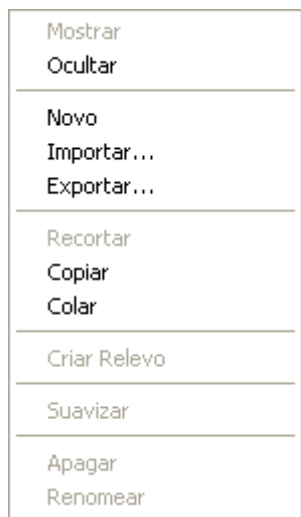 Mostrar
Ocultar
Novo
Importar...
Exportar...
Recortar
Copiar
Colar
Criar Relevo
Suavizar
Apagar
Renomear